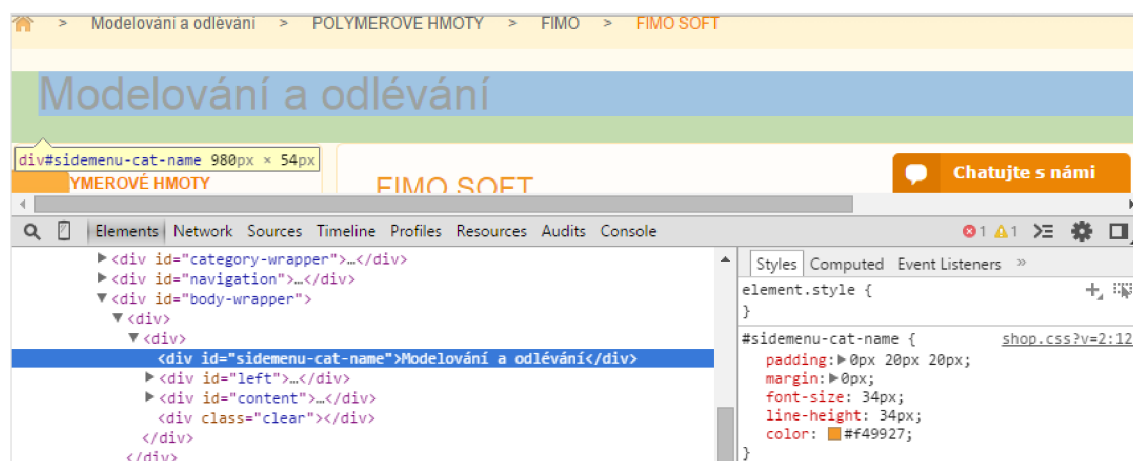 > Modelování a odlévání > POLYMEROVÉ HMOTY > FIMO > FIMO SOFT
Modelování a odlévání
div#sidemenu-cat-name 980px × 54px
YMEROVÉ HMOTY
FIMO SOFT
Chatujte s námi
Elements Network Sources Timeline Profiles Resources Audits Console 1 1
▶<div id="category-wrapper">…</div>
▶<div id="navigation">…</div>
▼<div id="body-wrapper">
▼<div>
▼<div>
<div id="sidemenu-cat-name">Modelování a odlévání</div>
▶<div id="left">…</div>
▶<div id="content">…</div>
<div class="clear"></div>
</div>
</div>
Styles Computed Event Listeners »
element.style {
}
#sidemenu-cat-name { shop.css?v=2:12
padding:▶0px 20px 20px;
margin:▶0px;
font-size: 34px;
line-height: 34px;
color: #f49927;
}